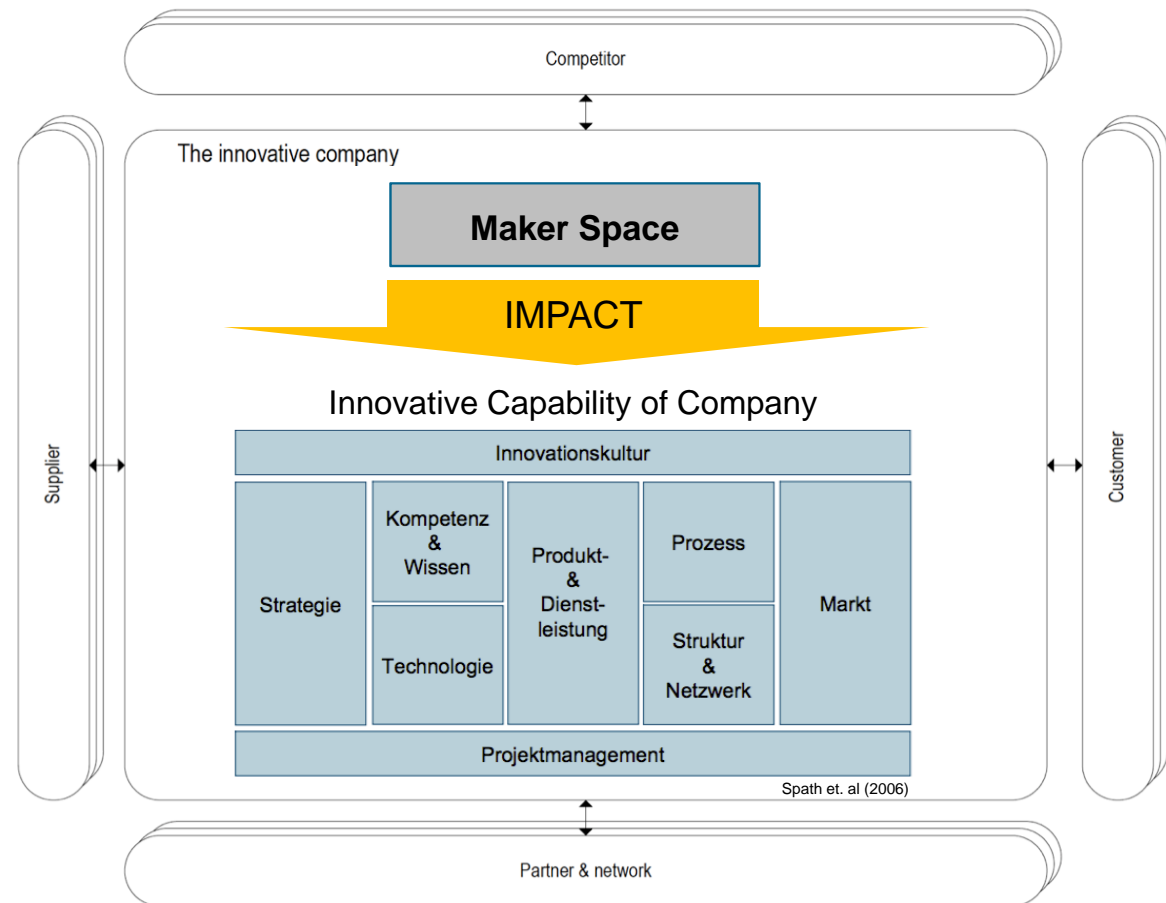 Competitor
The innovative company
Maker Space
IMPACT
Innovative Capability of Company
Supplier
Customer
Innovationskultur
Strategie
Kompetenz
&
Wissen
Technologie
Produkt-
&
Dienst-
leistung
Prozess
Struktur
&
Netzwerk
Markt
Projektmanagement
Spath et. al (2006)
Partner & network